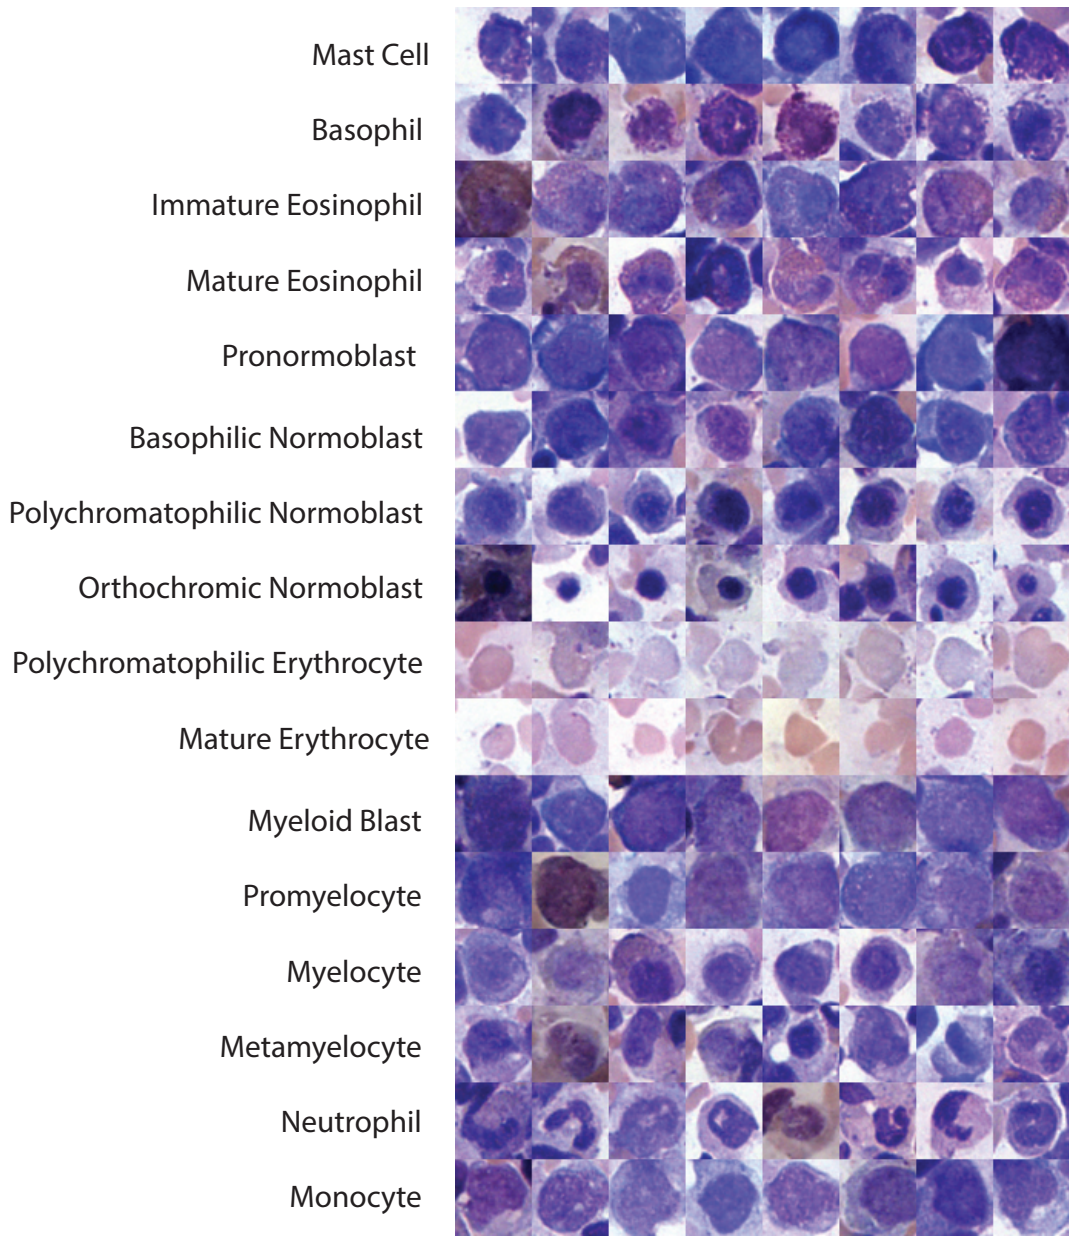 Mast Cell
Basophil
Immature Eosinophil
Mature Eosinophil
Pronormoblast
Basophilic Normoblast
Polychromatophilic Normoblast
Orthochromic Normoblast
Polychromatophilic Erythrocyte
Mature Erythrocyte
Myeloid Blast
Promyelocyte
Myelocyte
Metamyelocyte
Neutrophil
Monocyte